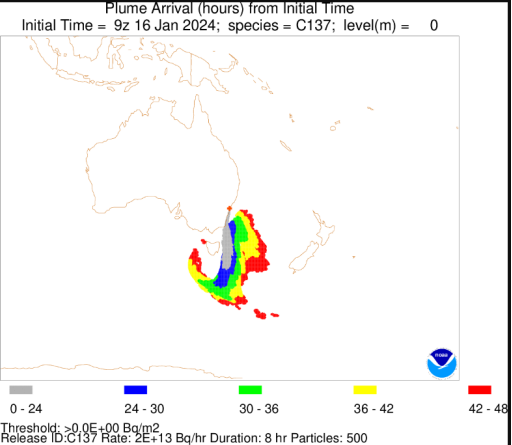 Plume Arrival (hours) from Initial Time
Initial Time = 9z 16 Jan 2024; species = C137; level(m) = 0
noaa
0 - 24 24 - 30 30 - 36 36 - 42 42 - 48
Threshold: >0.0E+00 Bq/m2
Release ID:C137 Rate: 2E+13 Bq/hr Duration: 8 hr Particles: 500